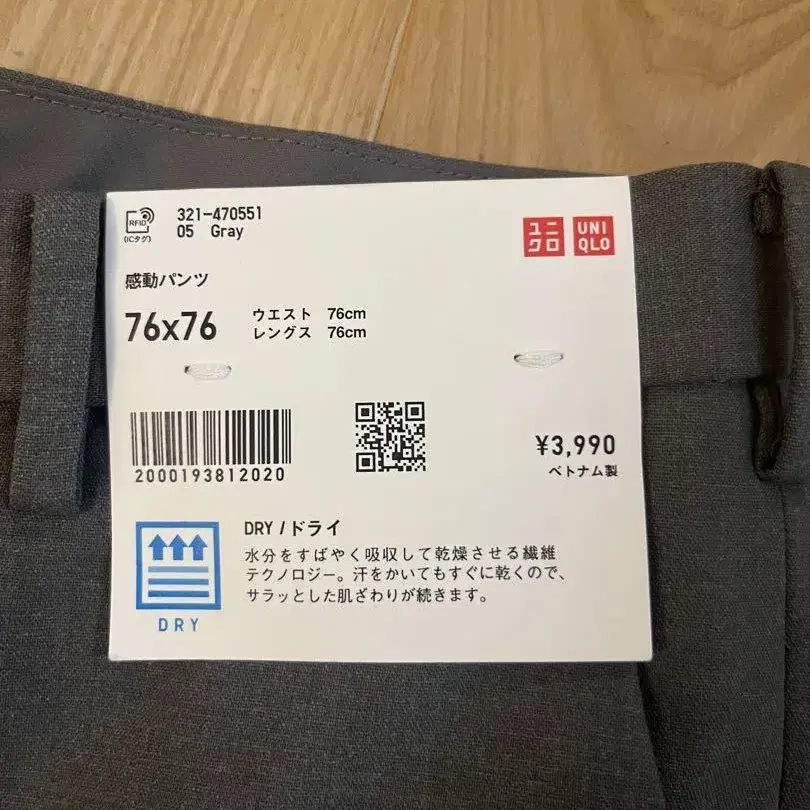 RFID
(ICタグ)
321-470551
05 Gray
ユニクロ
UNIQLO
感動パンツ
76x76
ウエスト 76cm
レングス 76cm
2000193812020
¥3,990
ベトナム製
DRY
DRY /ドライ
水分をすばやく吸収して乾燥させる繊維
テクノロジー。汗をかいてもすぐに乾くので、
サラッとした肌ざわりが続きます。